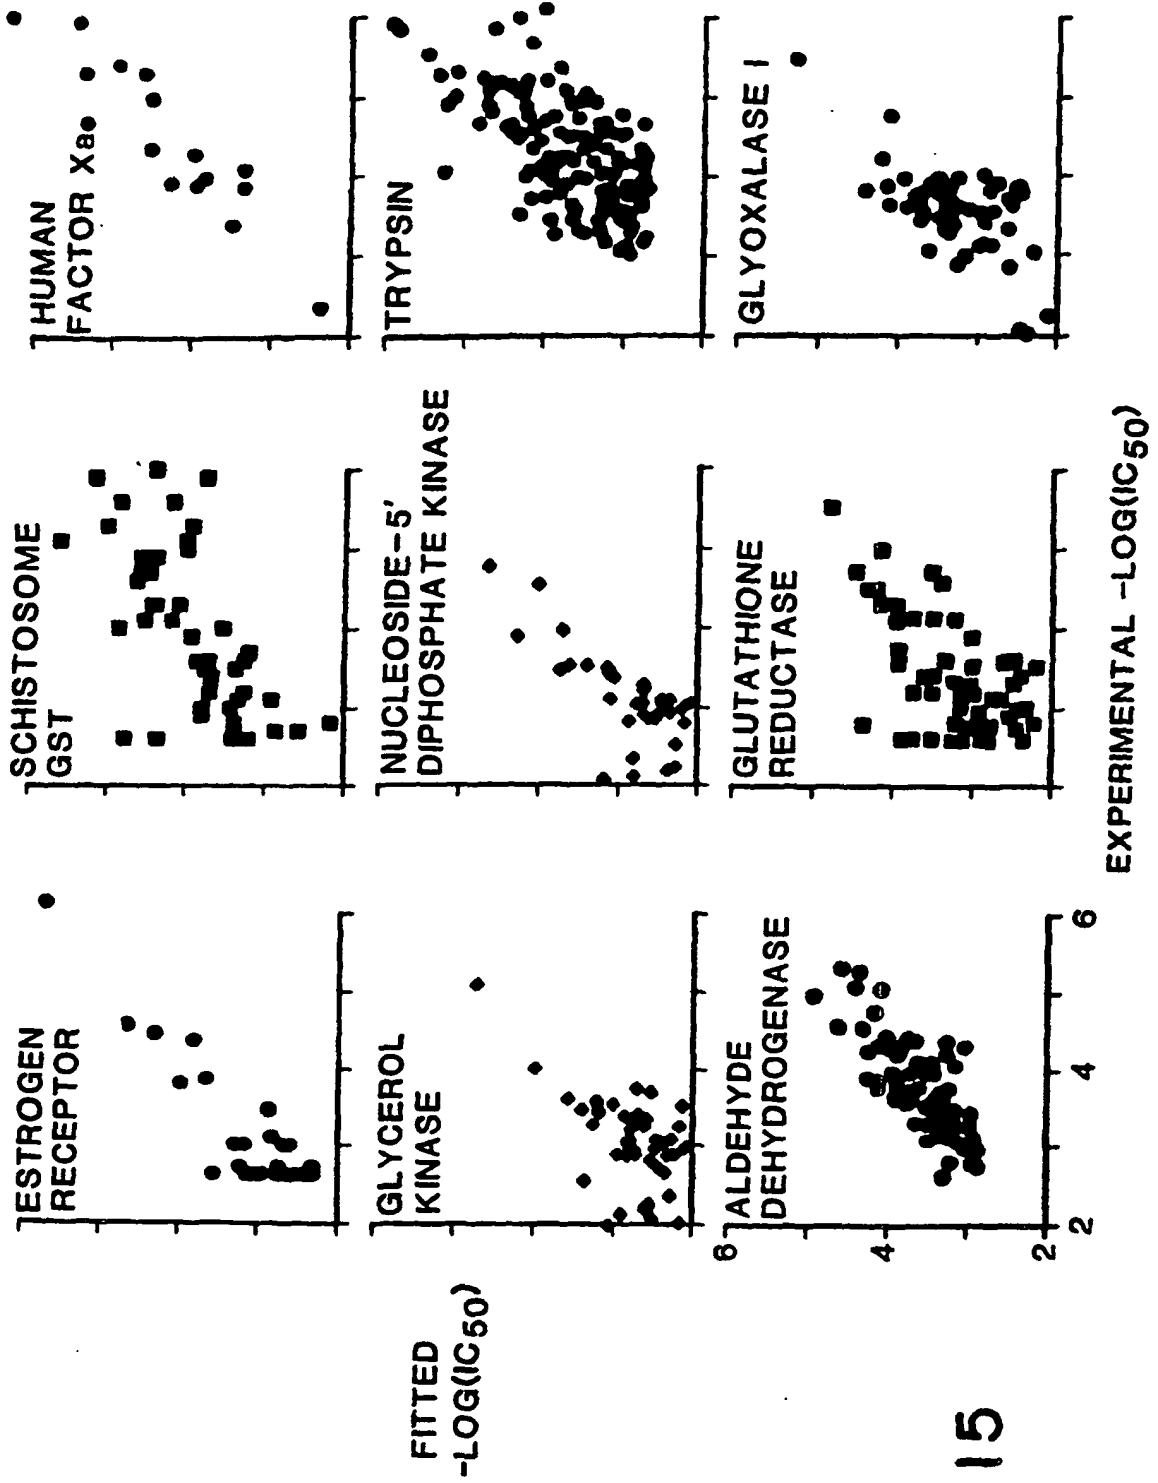 ESTROGEN
RECEPTOR
SCHISTOSOME
GST
HUMAN
FACTOR Xa
FITTED
-LOG(IC50)
GLYCEROL
KINASE
NUCLEOSIDE-5'
DIPHOSPHATE KINASE
TRYPSIN
ALDEHYDE
DEHYDROGENASE
GLUTATHIONE
REDUCTASE
GLYOXALASE I
6
4
2
2
4
6
EXPERIMENTAL -LOG(IC50)
15